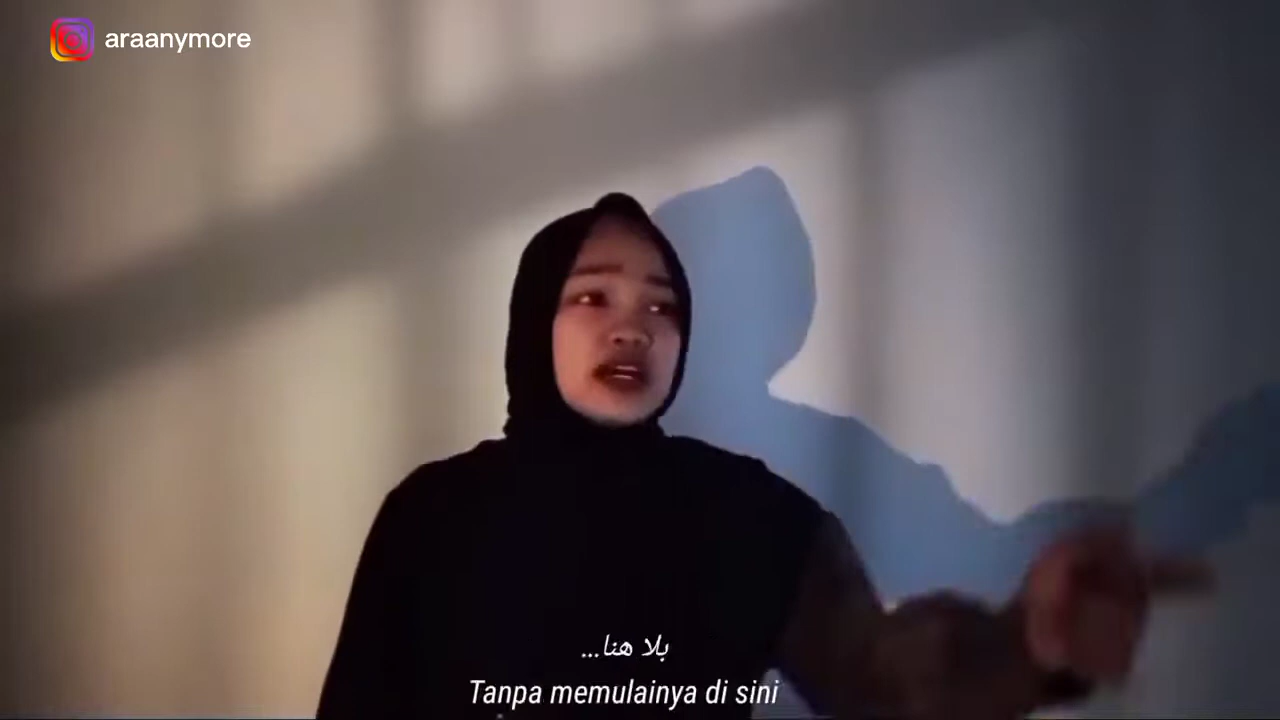 araanymore
بلا هنا...
Tanpa memulainya di sini